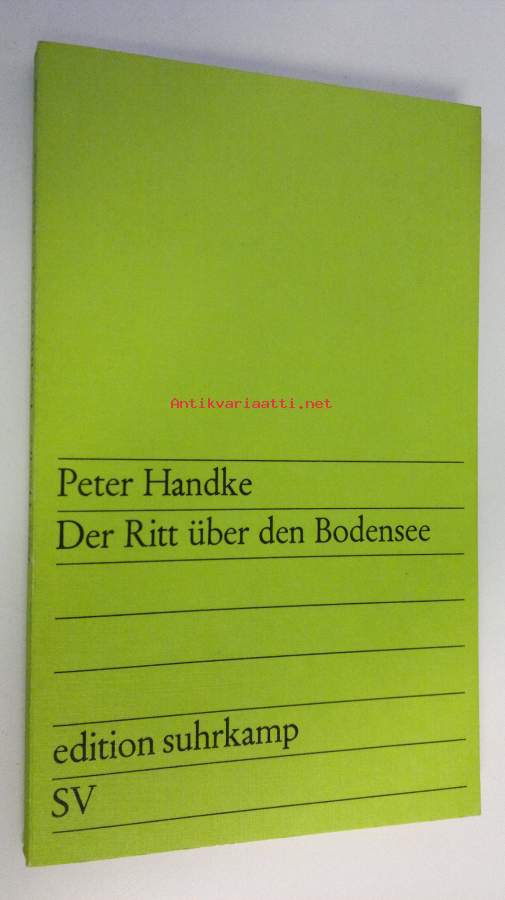 Antikvariaatti.net
Peter Handke
Der Ritt über den Bodensee
edition suhrkamp
SV